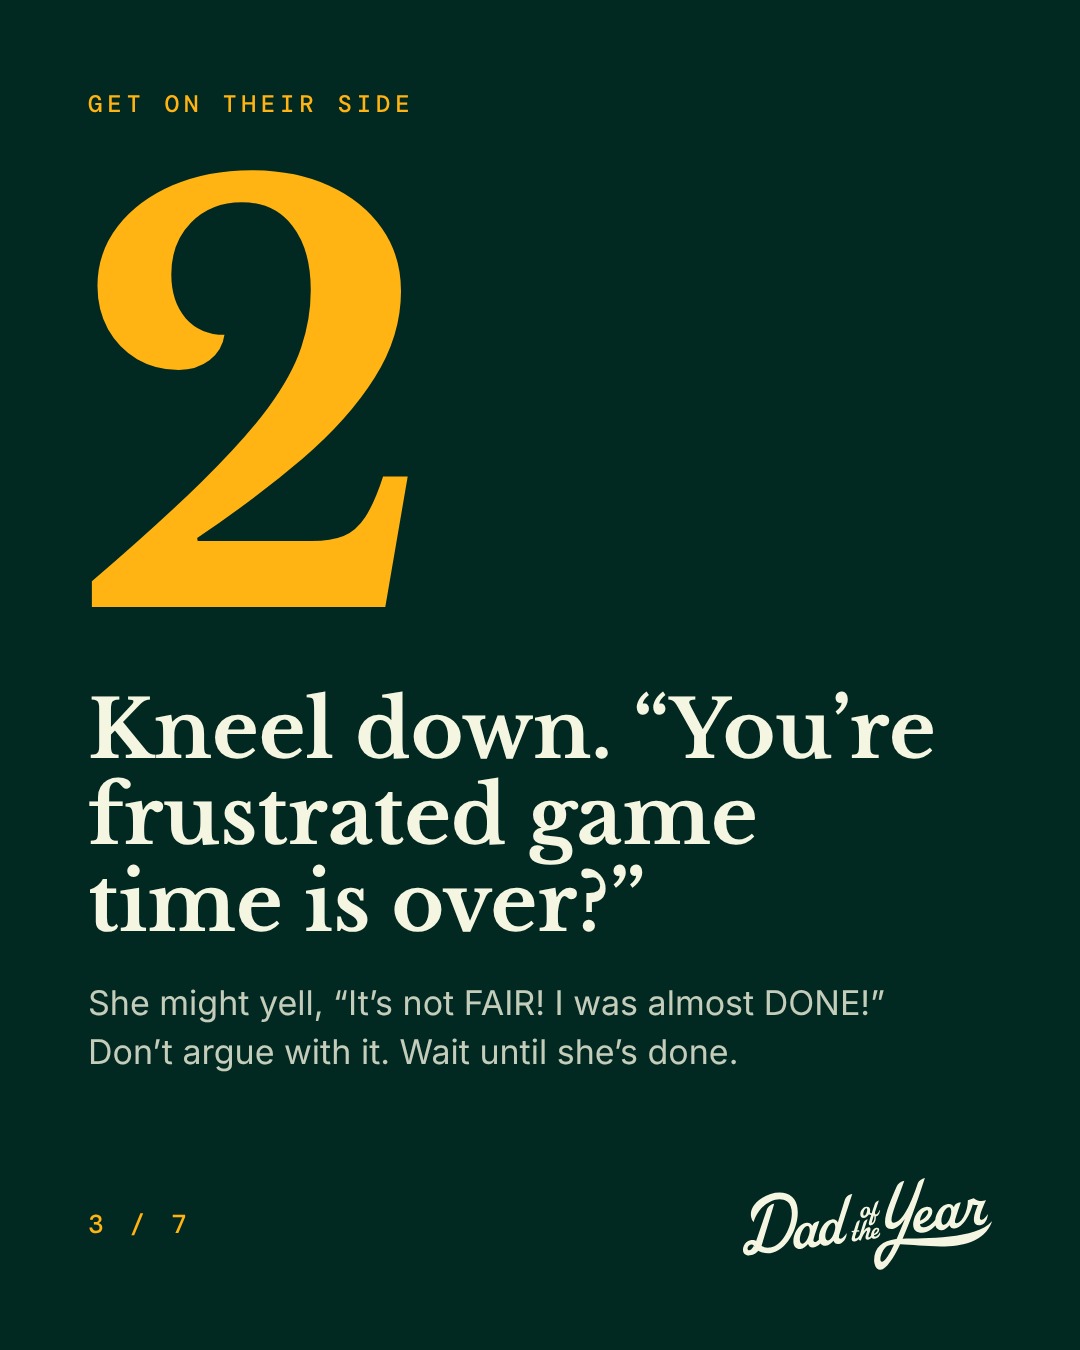 GET ON THEIR SIDE
2
Kneel down. “You’re
frustrated game
time is over?”
She might yell, “It’s not FAIR! I was almost DONE!”
Don’t argue with it. Wait until she’s done.
3 / 7
Dad of the Year